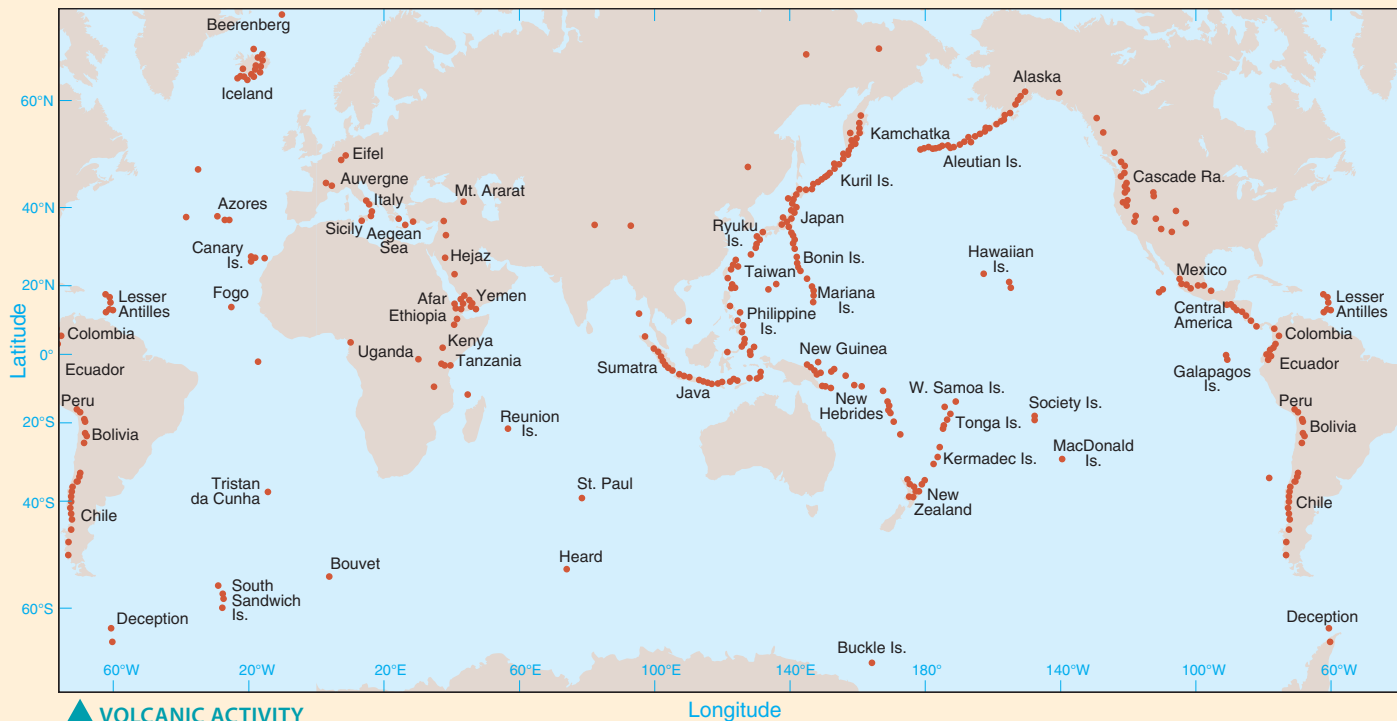 Beerenberg
Iceland
Alaska
60°N
Kamchatka
Aleutian Is.
Eifel
Auvergne
Mt. Ararat
Kuril Is.
Cascade Ra.
Azores
Italy
40°N
Sicily
Aegean
Sea
Ryuku
Is.
Japan
Canary
Is.
Hejaz
Bonin Is.
Hawaiian
Is.
Taiwan
Mexico
20°N
Lesser
Antilles
Fogo
Afar
Yemen
Ethiopia
Mariana
Is.
Central
America
Lesser
Antilles
Philippine
Is.
Colombia
Kenya
Colombia
0°
Uganda
Tanzania
New Guinea
Ecuador
Sumatra
Galapagos
Is.
Ecuador
Java
New
Hebrides
W. Samoa Is.
Society Is.
Peru
Peru
20°S
Reunion
Is.
Tonga Is.
Bolivia
Bolivia
MacDonald
Is.
Kermadec Is.
Tristan
da Cunha
St. Paul
New
Zealand
40°S
Chile
Chile
Bouvet
Heard
South
Sandwich
Is.
60°S
Deception
Deception
Buckle Is.
60°W
20°W
20°E
100°E
140°E
180°
140°W
100°W
60°W
Latitude
Longitude
VOLCANIC ACTIVITY